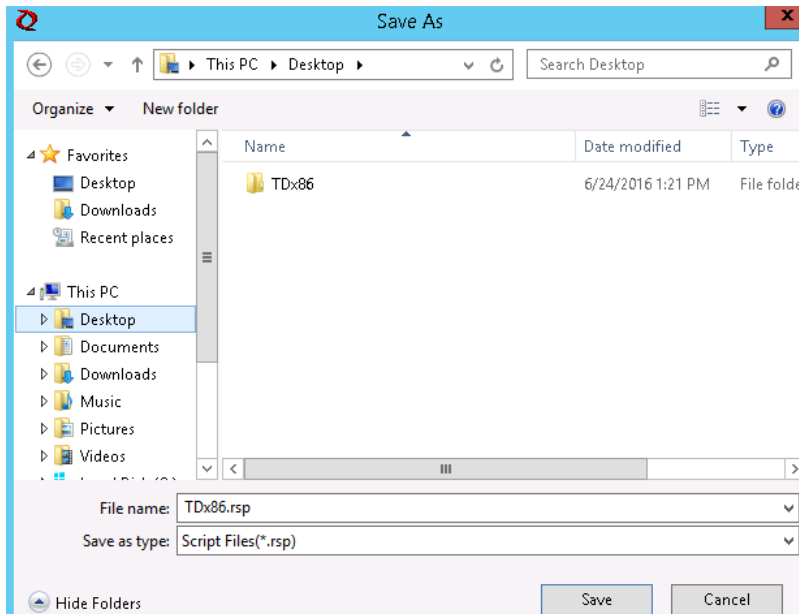 Save As
x
This PC Desktop Search Desktop
Organize New folder
Name Date modified Type
Favorites
Desktop
Downloads
Recent places
TDx86 6/24/2016 1:21 PM File folde
This PC
Desktop
Documents
Downloads
Music
Pictures
Videos
File name: TDx86.rsp
Save as type: Script Files(*.rsp)
Hide Folders Save Cancel